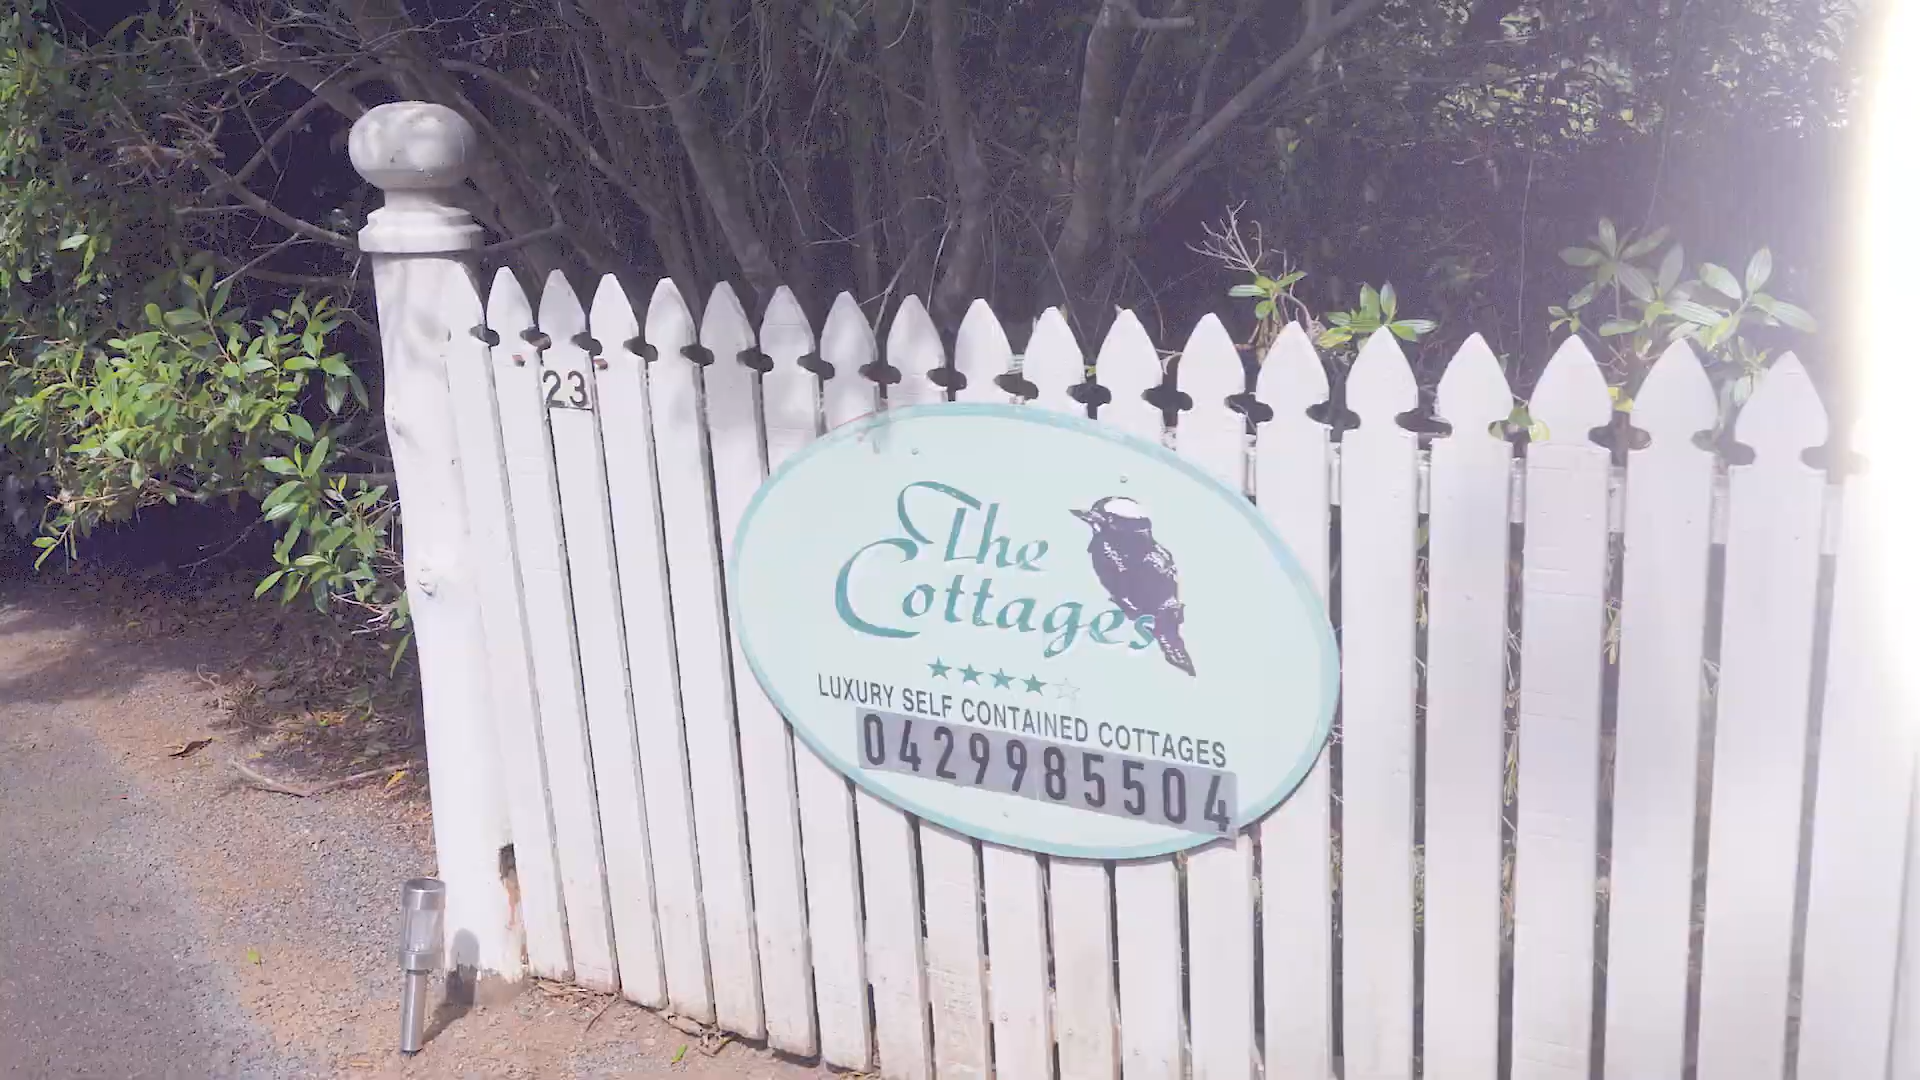 23
The
Cottages
LUXURY SELF CONTAINED COTTAGES
0429985504